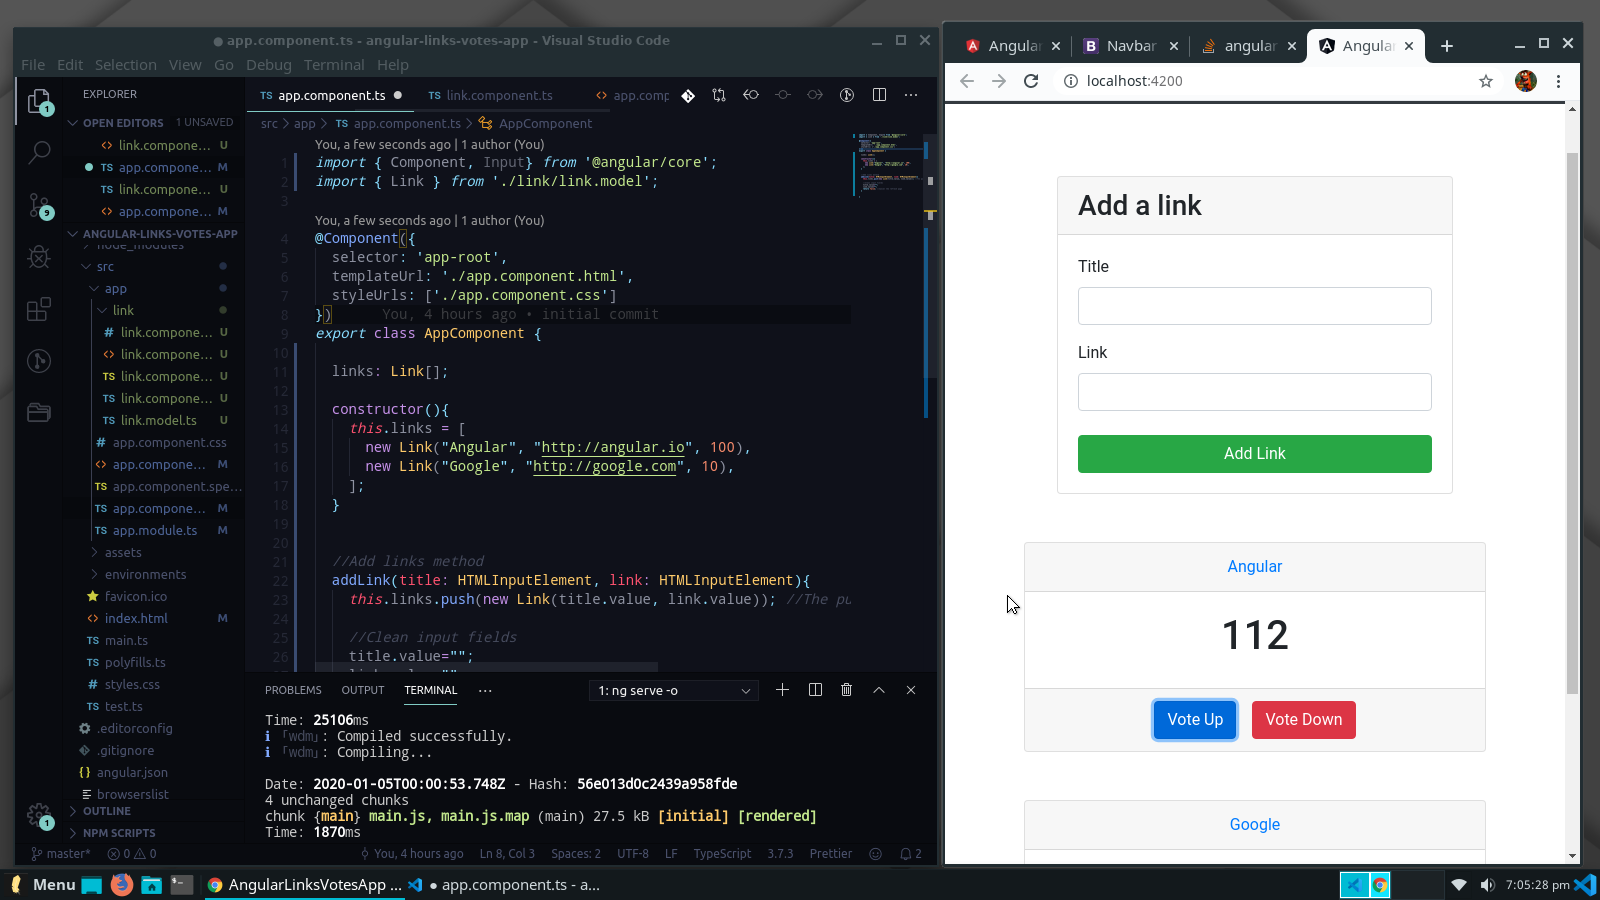 app.component.ts - angular-links-votes-app - Visual Studio Code
File Edit Selection View Go Debug Terminal Help
EXPLORER
OPEN EDITORS 1 UNSAVED
link.compone... U
app.compone... M
link.compone... U
app.compone... M
ANGULAR-LINKS-VOTES-APP
node_modules
src
app
link
link.compone... U
link.compone... U
link.compone... U
link.compone... U
link.model.ts U
app.component.css
app.compone... M
app.component.spe...
app.compone... M
app.module.ts M
assets
environments
favicon.ico
index.html M
main.ts
polyfills.ts
styles.css
test.ts
.editorconfig
.gitignore
angular.json
browserslist
OUTLINE
NPM SCRIPTS
1
9
1
TS app.component.ts TS link.component.ts app.comp
src > app > TS app.component.ts > AppComponent
You, a few seconds ago | 1 author (You)
1 import { Component, Input} from '@angular/core';
2 import { Link } from './link/link.model';
3
You, a few seconds ago | 1 author (You)
4 @Component({
5 selector: 'app-root',
6 templateUrl: './app.component.html',
7 styleUrls: ['./app.component.css']
8 }) You, 4 hours ago • initial commit
9 export class AppComponent {
10
11 links: Link[];
12
13 constructor(){
14 this.links = [
15 new Link("Angular", "http://angular.io", 100),
16 new Link("Google", "http://google.com", 10),
17 ];
18 }
19
20
21 //Add links method
22 addLink(title: HTMLInputElement, link: HTMLInputElement){
23 this.links.push(new Link(title.value, link.value)); //The pu
24
25 //Clean input fields
26 title.value="";
PROBLEMS OUTPUT TERMINAL ... 1: ng serve -o
Time: 25106ms
ℹ ｢wdm｣: Compiled successfully.
ℹ ｢wdm｣: Compiling...
Date: 2020-01-05T00:00:53.748Z - Hash: 56e013d0c2439a958fde
4 unchanged chunks
chunk {main} main.js, main.js.map (main) 27.5 kB [initial] [rendered]
Time: 1870ms
master* 0 0 You, 4 hours ago Ln 8, Col 3 Spaces: 2 UTF-8 LF TypeScript 3.7.3 Prettier 2
Angular Navbar angular Angular
localhost:4200
Add a link
Title
Link
Add Link
Angular
112
Vote Up Vote Down
Google
Menu AngularLinksVotesApp ... ● app.component.ts - a... 7:05:28 pm